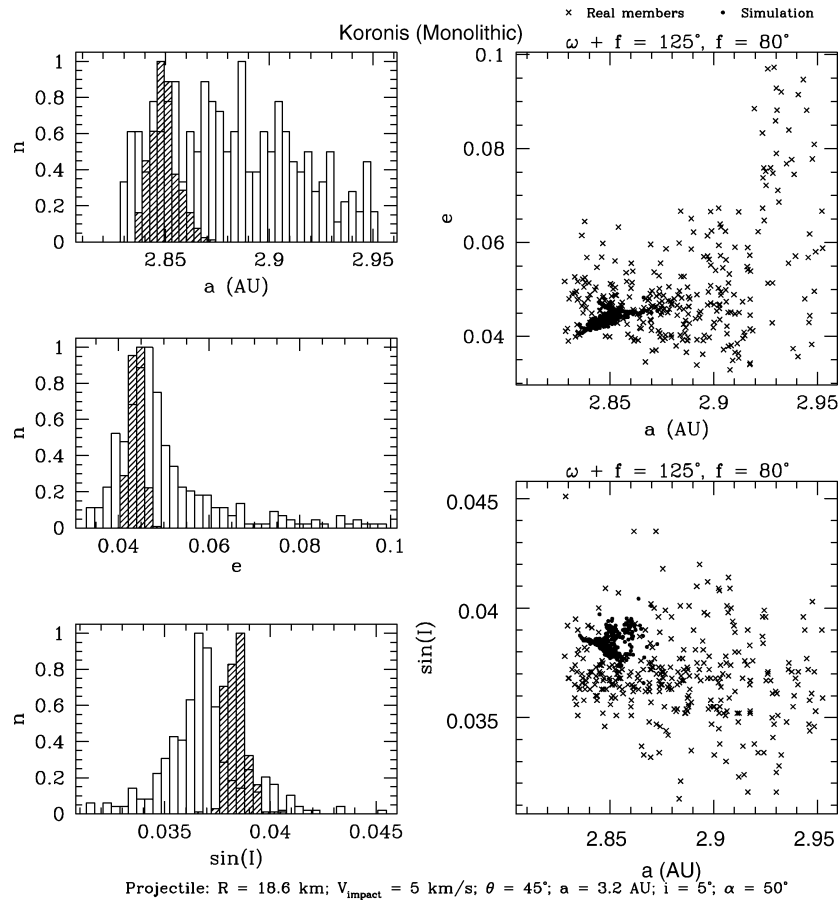 × Real members • Simulation
Koronis (Monolithic)
ω + f = 125°, f = 80°
n
1
0.8
0.6
0.4
0.2
0
2.85 2.9 2.95
a (AU)
e
0.1
0.08
0.06
0.04
2.85 2.9 2.95
a (AU)
n
1
0.8
0.6
0.4
0.2
0
0.04 0.06 0.08 0.1
e
ω + f = 125°, f = 80°
sin(I)
0.045
0.04
0.035
2.85 2.9 2.95
a (AU)
n
1
0.8
0.6
0.4
0.2
0
0.035 0.04 0.045
sin(I)
Projectile: R = 18.6 km; V_impact = 5 km/s; θ = 45°; a = 3.2 AU; i = 5°; α = 50°